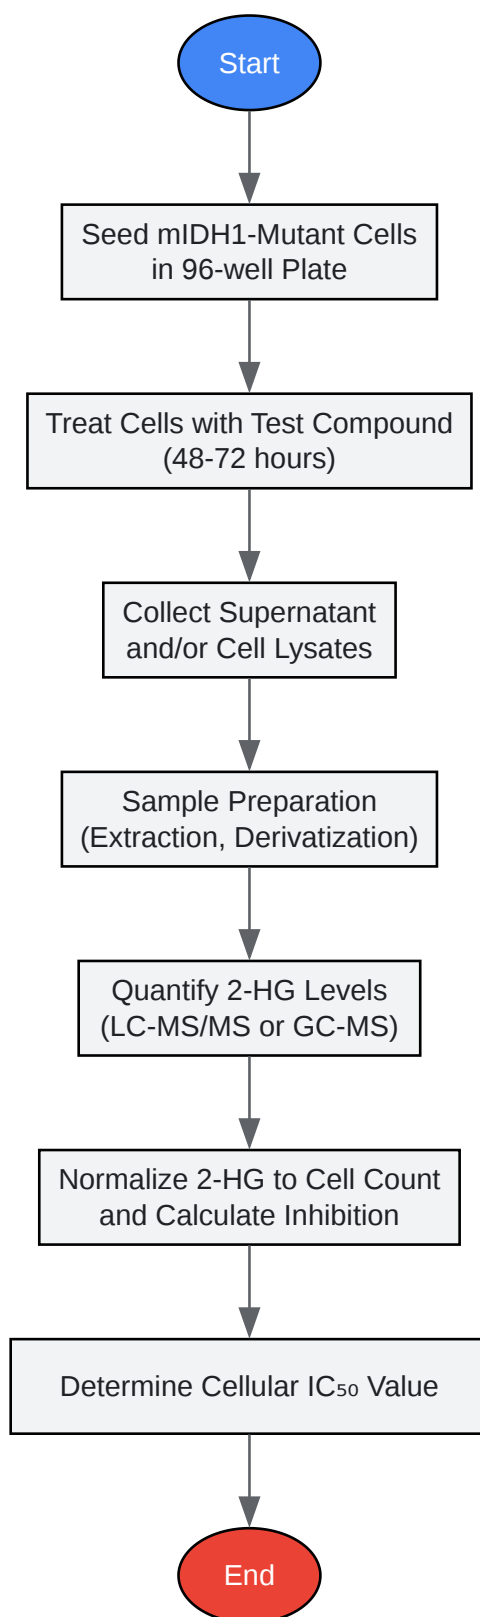 Start
Seed mIDH1-Mutant Cells
in 96-well Plate
Treat Cells with Test Compound
(48-72 hours)
Collect Supernatant
and/or Cell Lysates
Sample Preparation
(Extraction, Derivatization)
Quantify 2-HG Levels
(LC-MS/MS or GC-MS)
Normalize 2-HG to Cell Count
and Calculate Inhibition
Determine Cellular IC₅₀ Value
End